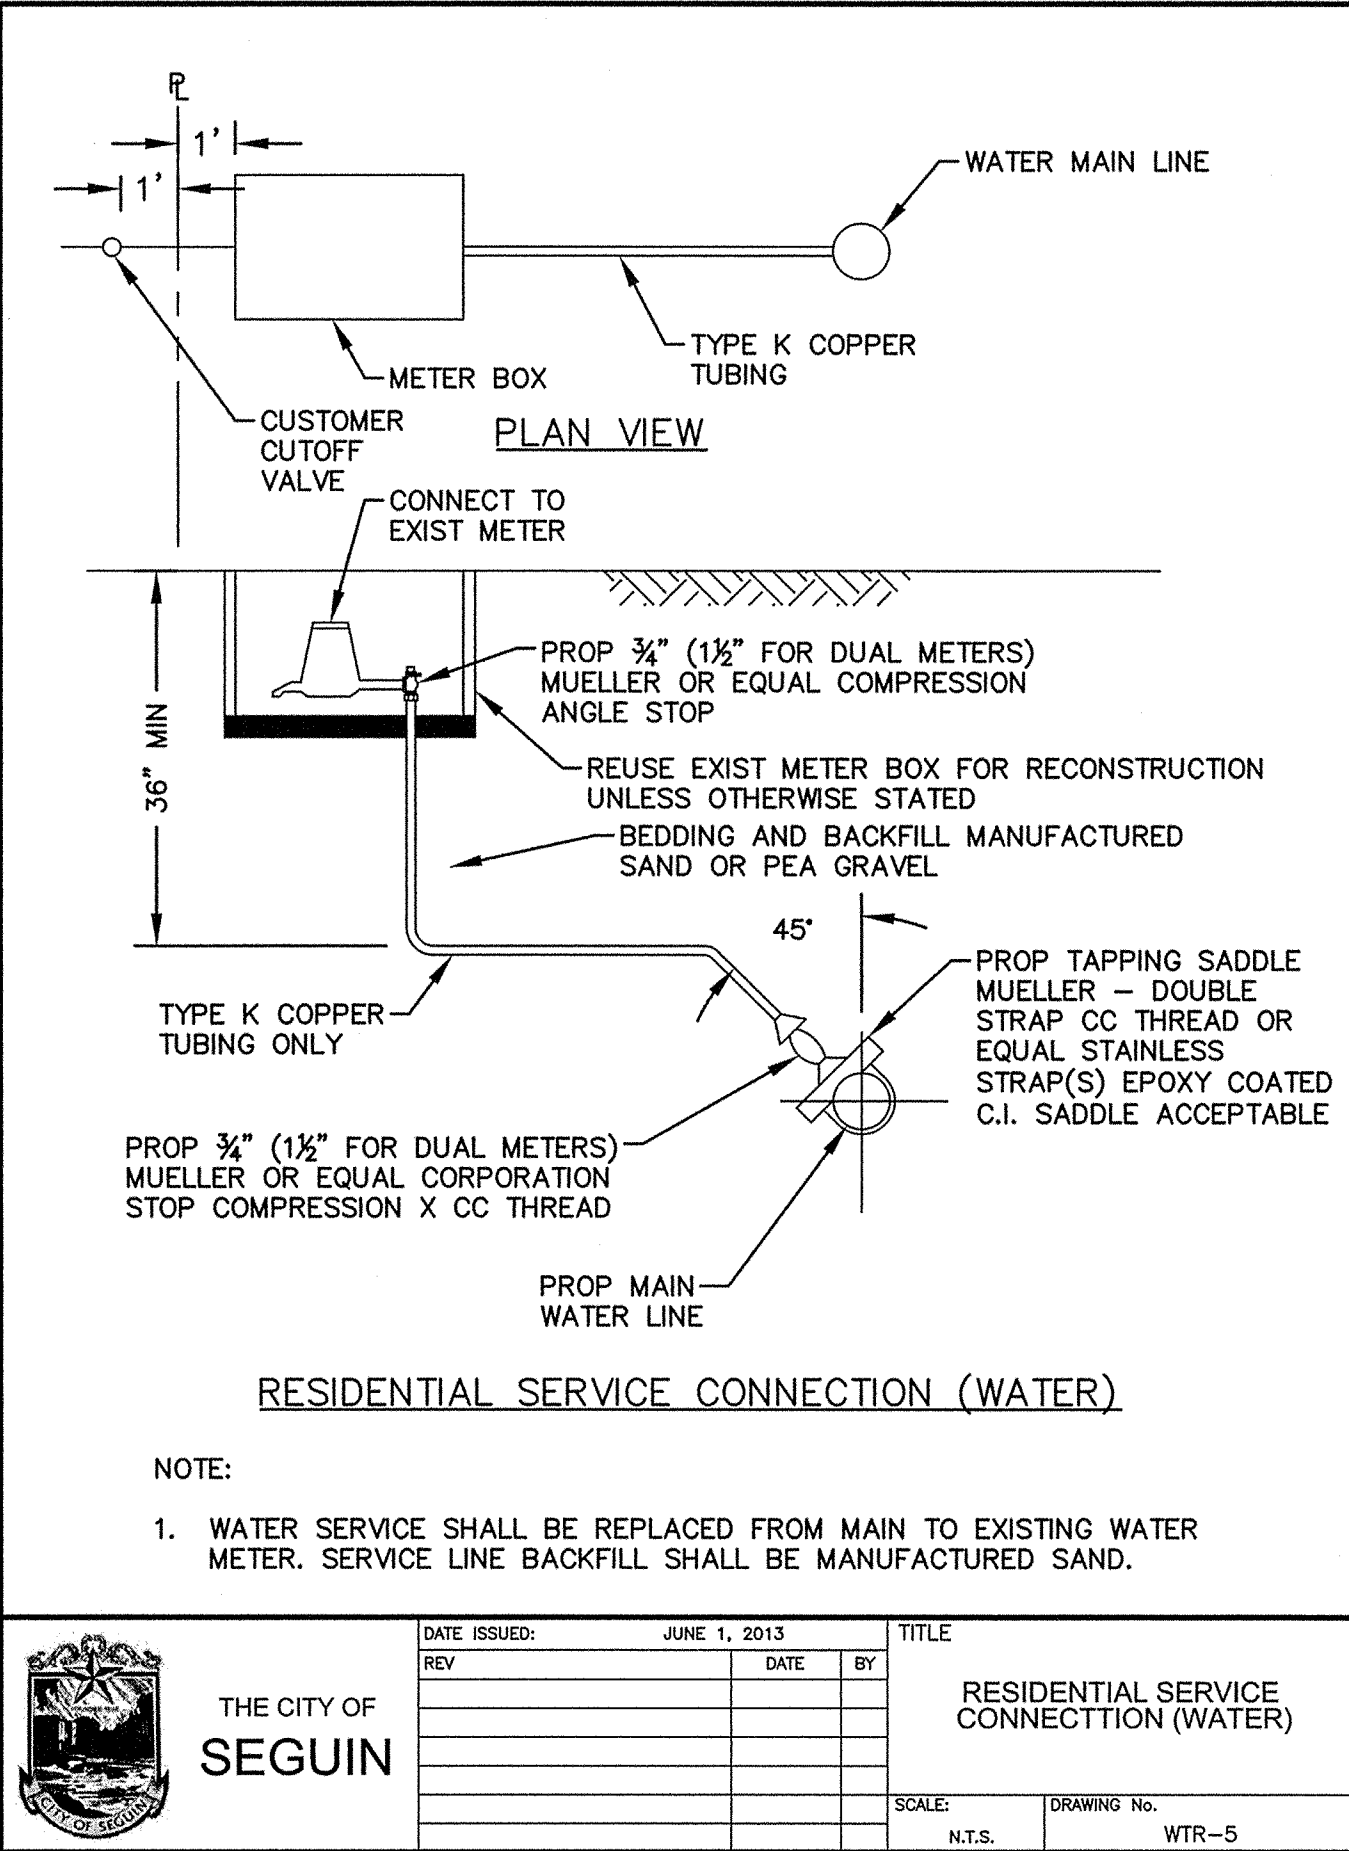 PL
1'
1'
WATER MAIN LINE
TYPE K COPPER
TUBING
METER BOX
CUSTOMER
CUTOFF
VALVE
PLAN VIEW
CONNECT TO
EXIST METER
PROP ¾" (1½" FOR DUAL METERS)
MUELLER OR EQUAL COMPRESSION
ANGLE STOP
36" MIN
REUSE EXIST METER BOX FOR RECONSTRUCTION
UNLESS OTHERWISE STATED
BEDDING AND BACKFILL MANUFACTURED
SAND OR PEA GRAVEL
45°
TYPE K COPPER
TUBING ONLY
PROP TAPPING SADDLE
MUELLER – DOUBLE
STRAP CC THREAD OR
EQUAL STAINLESS
STRAP(S) EPOXY COATED
C.I. SADDLE ACCEPTABLE
PROP ¾" (1½" FOR DUAL METERS)
MUELLER OR EQUAL CORPORATION
STOP COMPRESSION X CC THREAD
PROP MAIN
WATER LINE
RESIDENTIAL SERVICE CONNECTION (WATER)
NOTE:
1. WATER SERVICE SHALL BE REPLACED FROM MAIN TO EXISTING WATER
METER. SERVICE LINE BACKFILL SHALL BE MANUFACTURED SAND.
CITY OF SEGUIN
THE CITY OF
SEGUIN
DATE ISSUED: JUNE 1, 2013
REV DATE BY
TITLE
RESIDENTIAL SERVICE
CONNECTTION (WATER)
SCALE:
N.T.S.
DRAWING No.
WTR–5